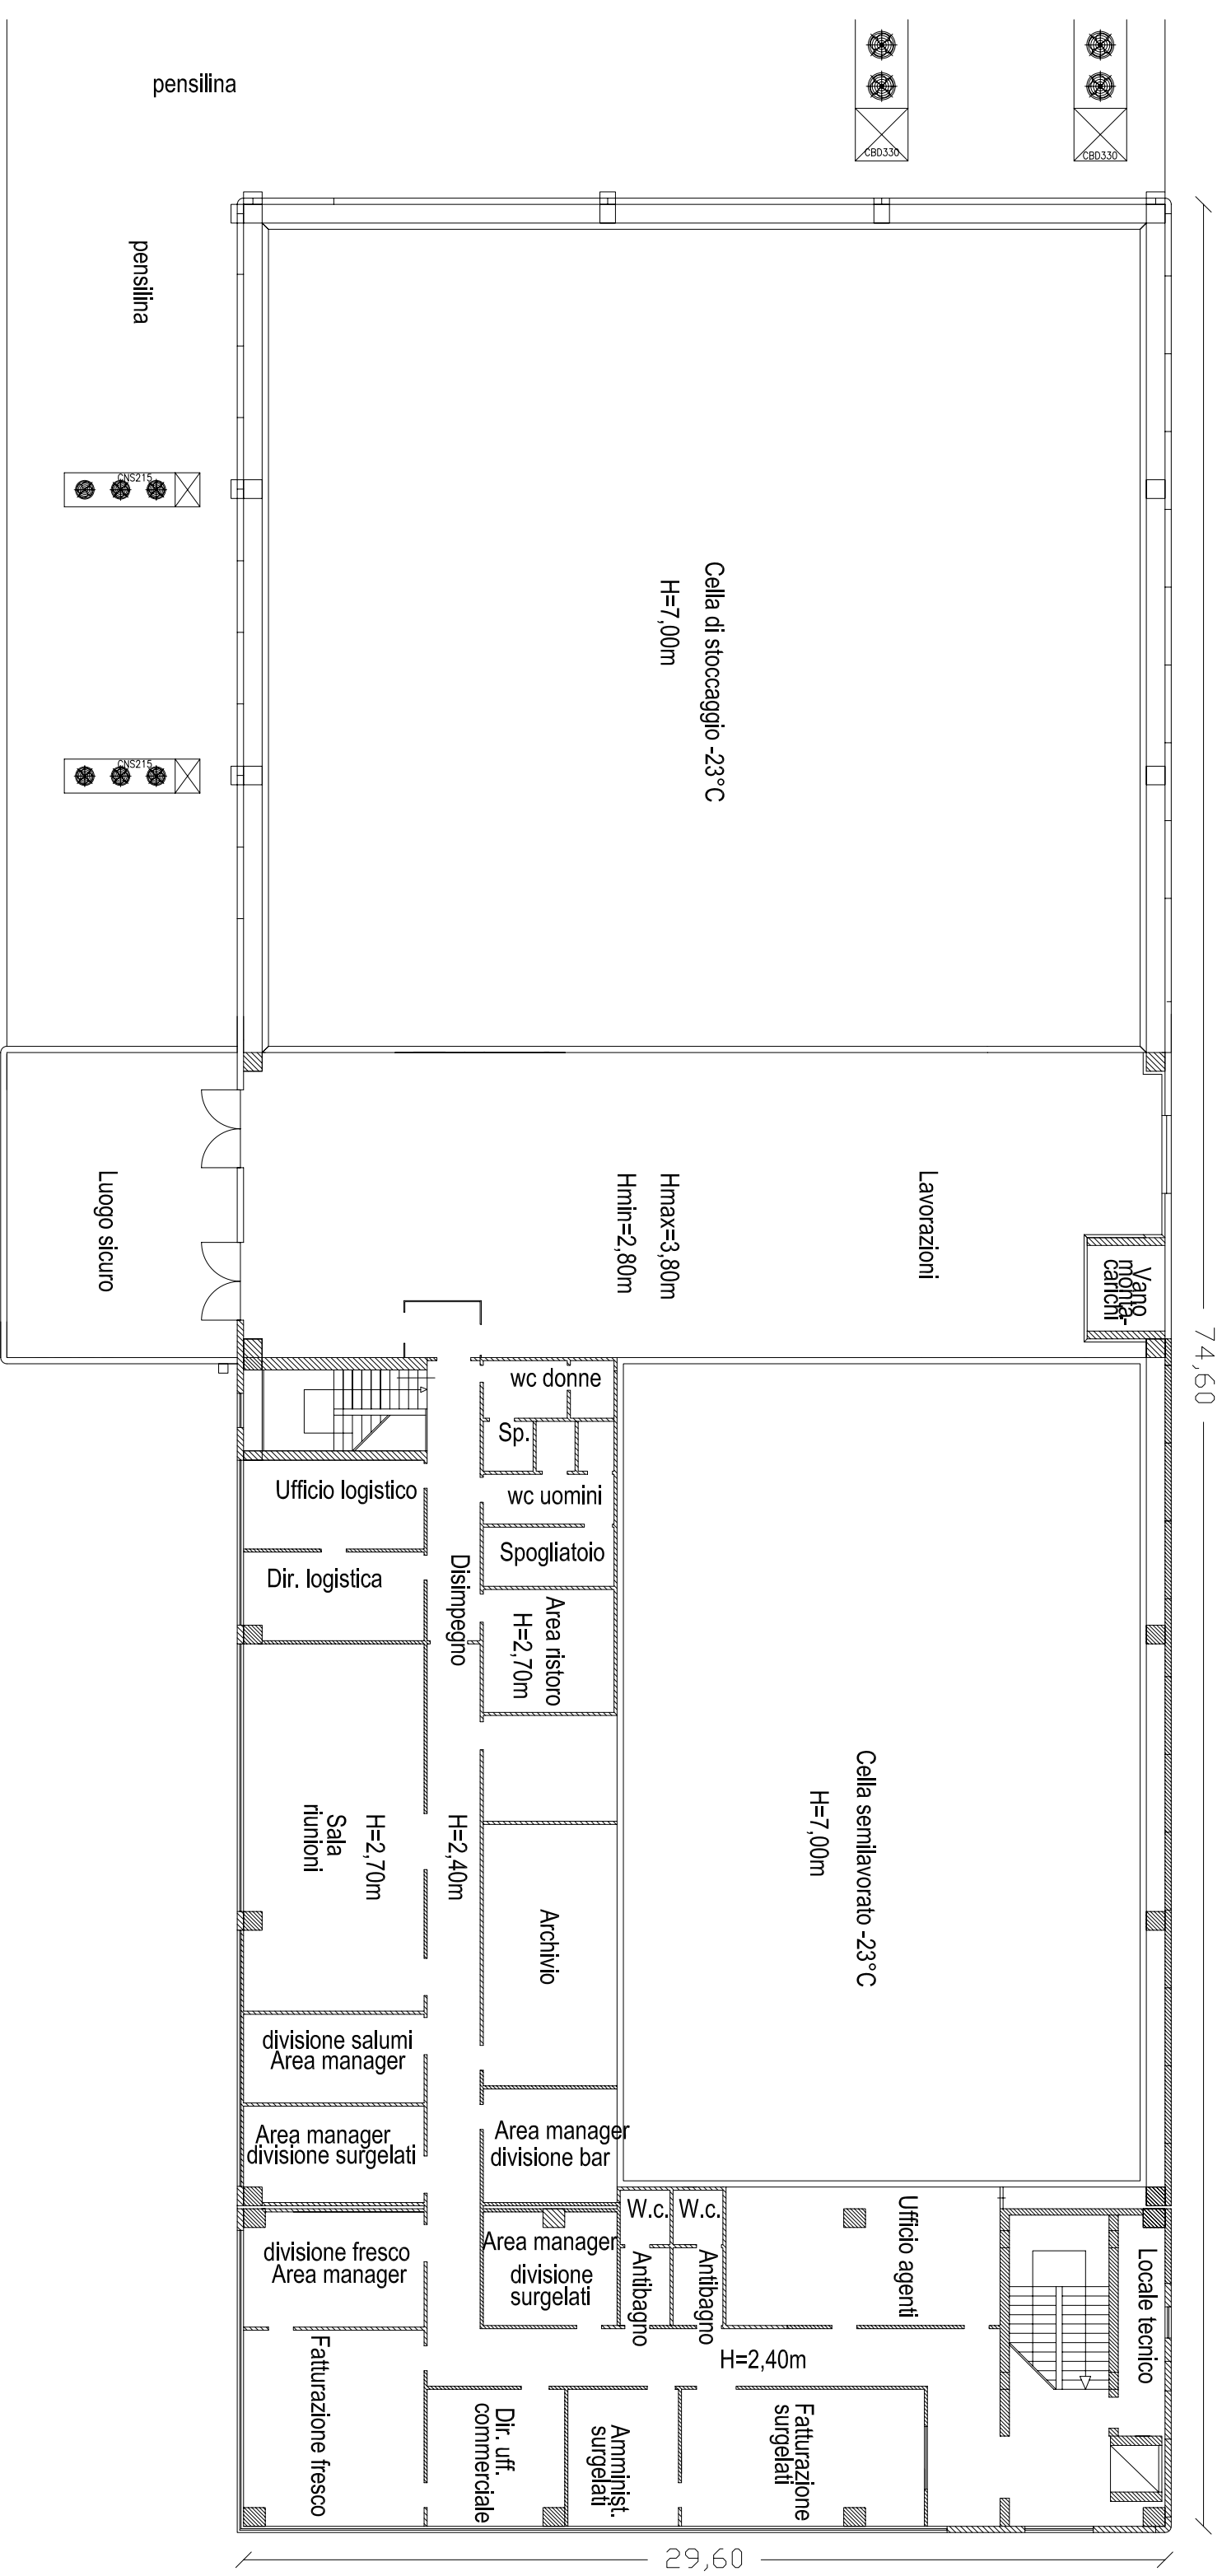 pensilina
CBD330
CBD330
pensilina
CNS215
CNS215
Cella di stoccaggio -23°C
H=7,00m
Luogo sicuro
Lavorazioni
Hmax=3,80m
Hmin=2,80m
Vano
monta-
carichi
74,60
wc donne
Sp.
wc uomini
Spogliatoio
Ufficio logistico
Dir. logistica
Disimpegno
Area ristoro
H=2,70m
Sala
riunioni
H=2,70m
H=2,40m
Archivio
Cella semilavorato -23°C
H=7,00m
divisione salumi
Area manager
Area manager
divisione surgelati
Area manager
divisione bar
W.c.
W.c.
Antibagno
Antibagno
Ufficio agenti
Locale tecnico
divisione fresco
Area manager
Area manager
divisione
surgelati
H=2,40m
Fatturazione fresco
Dir. uff.
commerciale
Amminist.
surgelati
Fatturazione
surgelati
29,60